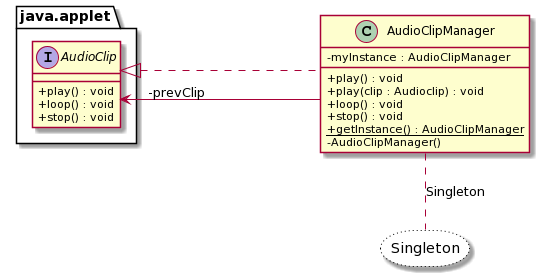 java.applet
I AudioClip
+play() : void
+loop() : void
+stop() : void
-prevClip
C AudioClipManager
-myInstance : AudioClipManager
+play() : void
+play(clip : Audioclip) : void
+loop() : void
+stop() : void
+getInstance() : AudioClipManager
-AudioClipManager()
Singleton
Singleton